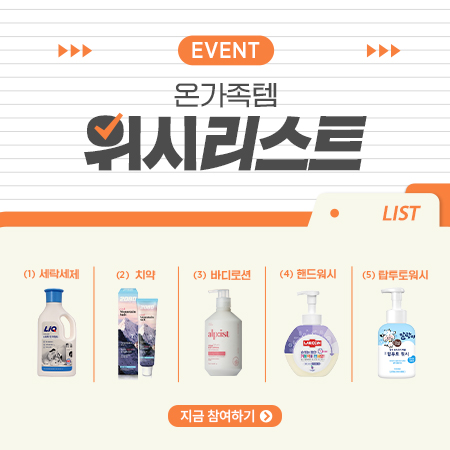 EVENT
온가족템
위시리스트
LIST
(1) 세탁세제
(2) 치약
(3) 바디로션
(4) 핸드워시
(5) 탑투토워시
LiQ
alpist
지금 참여하기